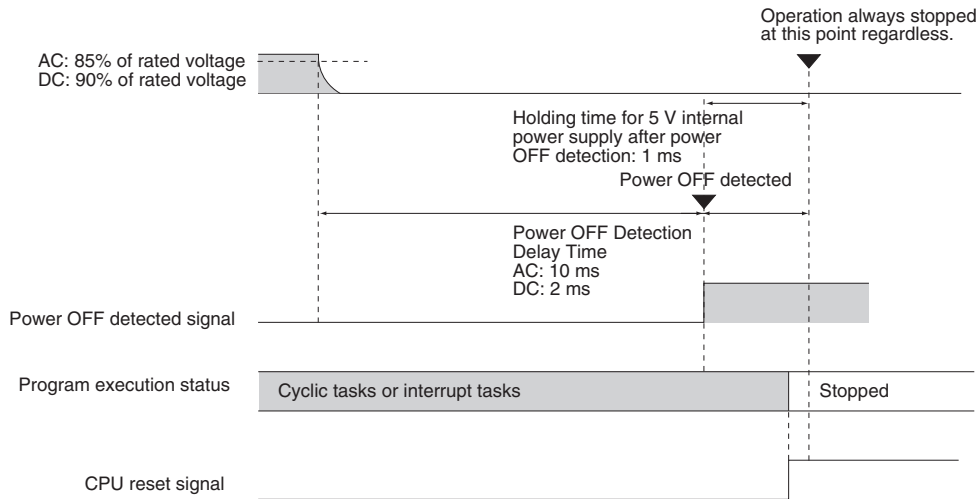 Operation always stopped
at this point regardless.
AC: 85% of rated voltage
DC: 90% of rated voltage
Holding time for 5 V internal
power supply after power
OFF detection: 1 ms
Power OFF detected
Power OFF Detection
Delay Time
AC: 10 ms
DC: 2 ms
Power OFF detected signal
Program execution status
Cyclic tasks or interrupt tasks
Stopped
CPU reset signal